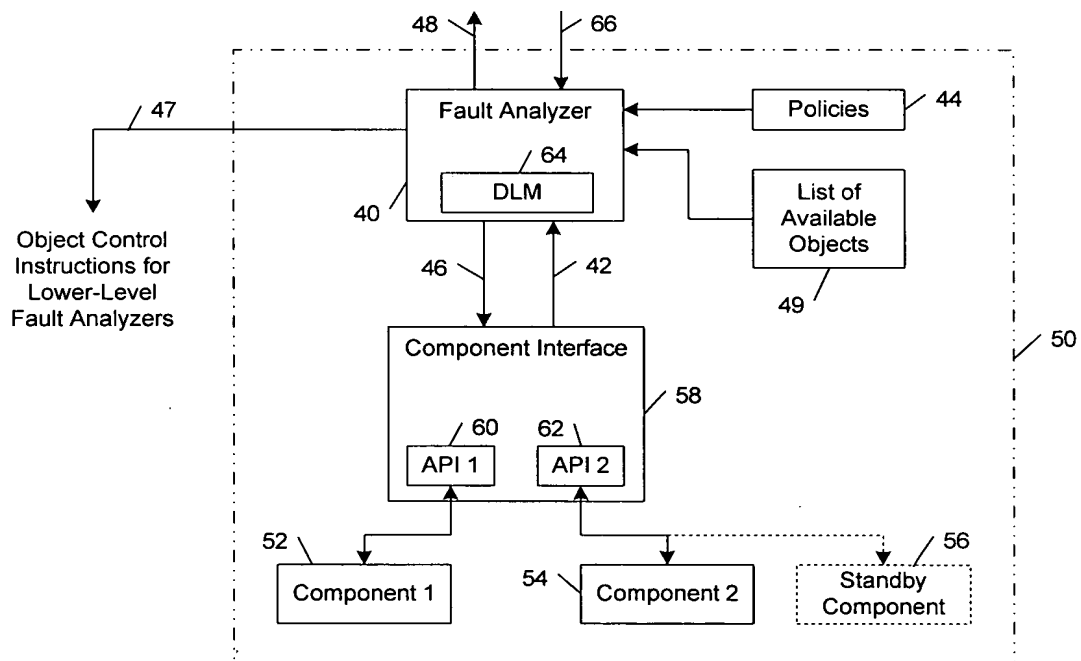 48
66
47
Fault Analyzer
Policies
44
64
DLM
40
List of
Available
Objects
49
Object Control
Instructions for
Lower-Level
Fault Analyzers
46
42
Component Interface
50
58
60
62
API 1
API 2
52
Component 1
54
Component 2
56
Standby
Component